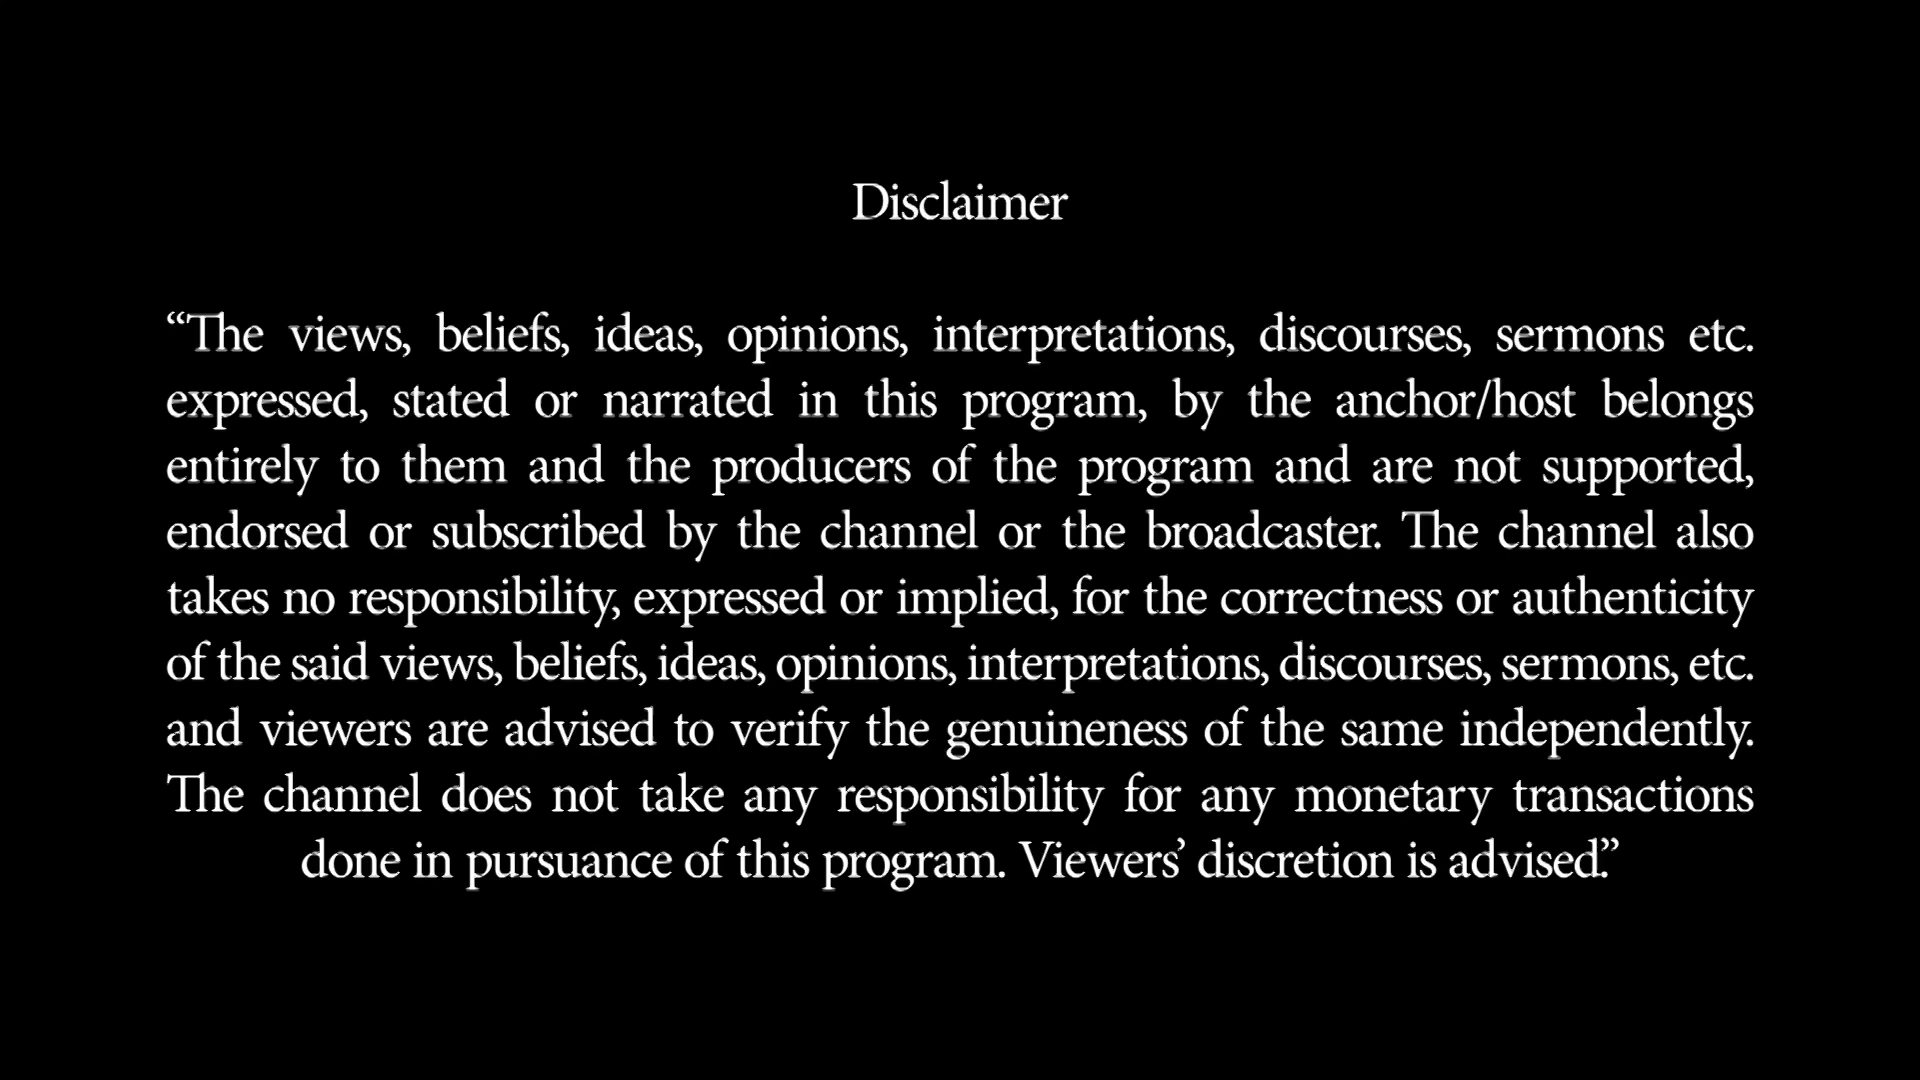 Disclaimer
“The views, beliefs, ideas, opinions, interpretations, discourses, sermons etc.
expressed, stated or narrated in this program, by the anchor/host belongs
entirely to them and the producers of the program and are not supported,
endorsed or subscribed by the channel or the broadcaster. The channel also
takes no responsibility, expressed or implied, for the correctness or authenticity
of the said views, beliefs, ideas, opinions, interpretations, discourses, sermons, etc.
and viewers are advised to verify the genuineness of the same independently.
The channel does not take any responsibility for any monetary transactions
done in pursuance of this program. Viewers’ discretion is advised.”